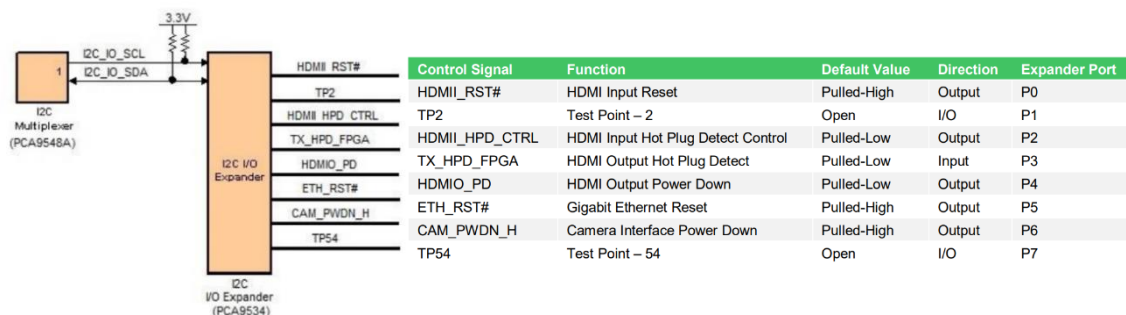 3.3V
I2C_IO_SCL
I2C_IO_SDA
1
I2C
Multiplexer
(PCA9548A)
I2C I/O
Expander
I2C
I/O Expander
(PCA9534)
HDMII_RST#
TP2
HDMII_HPD_CTRL
TX_HPD_FPGA
HDMIO_PD
ETH_RST#
CAM_PWDN_H
TP54
Control Signal Function Default Value Direction Expander Port
HDMII_RST# HDMI Input Reset Pulled-High Output P0
TP2 Test Point – 2 Open I/O P1
HDMII_HPD_CTRL HDMI Input Hot Plug Detect Control Pulled-Low Output P2
TX_HPD_FPGA HDMI Output Hot Plug Detect Pulled-Low Input P3
HDMIO_PD HDMI Output Power Down Pulled-Low Output P4
ETH_RST# Gigabit Ethernet Reset Pulled-High Output P5
CAM_PWDN_H Camera Interface Power Down Pulled-High Output P6
TP54 Test Point – 54 Open I/O P7